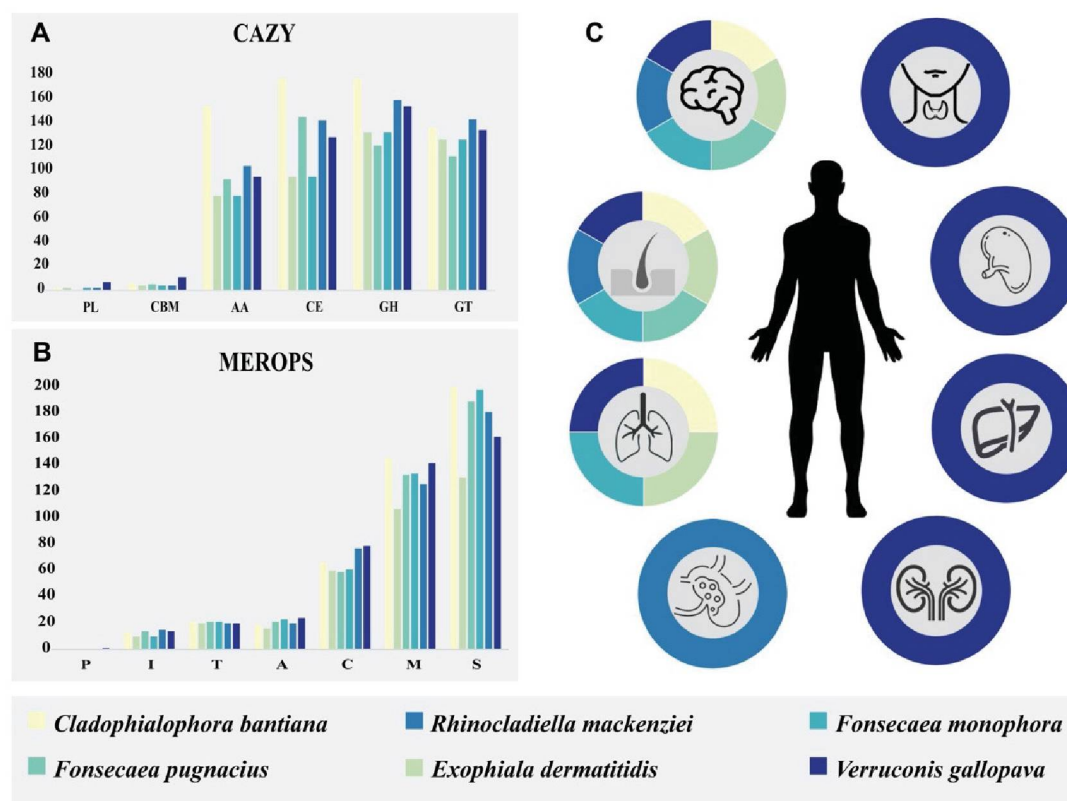 A
CAZY
180
160
140
120
100
80
60
40
20
0
PL CBM AA CE GH GT
B
MEROPS
200
180
160
140
120
100
80
60
40
20
0
P I T A C M S
C
Cladophialophora bantiana
Rhinocladiella mackenziei
Fonsecaea monophora
Fonsecaea pugnacius
Exophiala dermatitidis
Verruconis gallopava